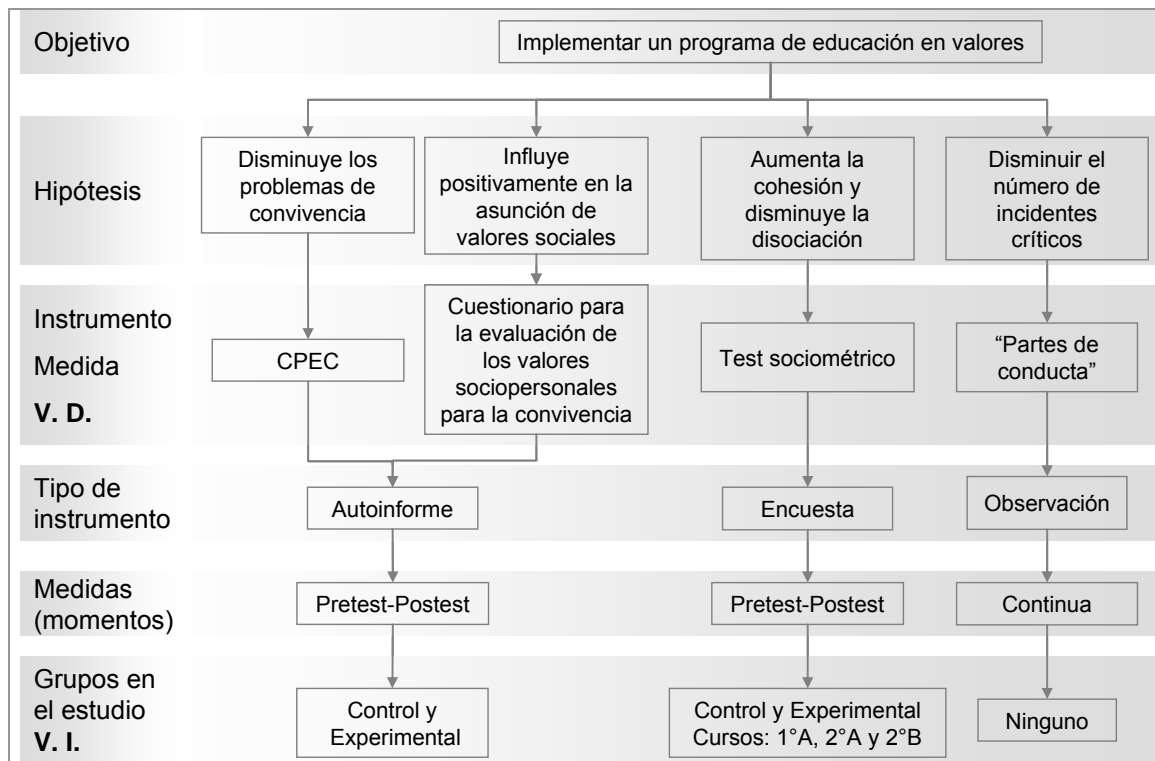 Objetivo
Implementar un programa de educación en valores
Hipótesis
Disminuye los
problemas de
convivencia
Influye
positivamente en la
asunción de
valores sociales
Aumenta la
cohesión y
disminuye la
disociación
Disminuir el
número de
incidentes
críticos
Instrumento
Medida
V. D.
CPEC
Cuestionario para
la evaluación de
los valores
sociopersonales
para la convivencia
Test sociométrico
“Partes de
conducta”
Tipo de
instrumento
Autoinforme
Encuesta
Observación
Medidas
(momentos)
Pretest-Postest
Pretest-Postest
Continua
Grupos en
el estudio
V. I.
Control y
Experimental
Control y Experimental
Cursos: 1°A, 2°A y 2°B
Ninguno